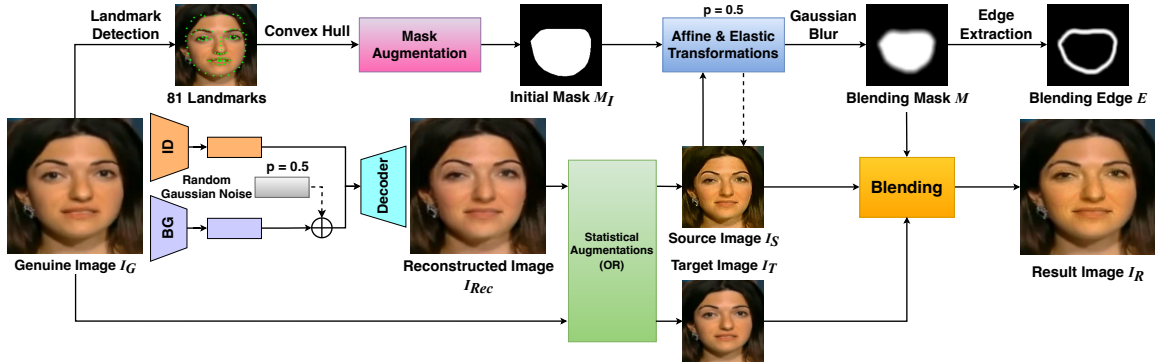 Landmark
Detection
81 Landmarks
Convex Hull
Mask
Augmentation
Initial Mask M_I
p = 0.5
Affine & Elastic
Transformations
Gaussian
Blur
Blending Mask M
Edge
Extraction
Blending Edge E
Genuine Image I_G
ID
BG
Random
Gaussian Noise
p = 0.5
Decoder
Reconstructed Image
I_Rec
Statistical
Augmentations
(OR)
Source Image I_S
Target Image I_T
Blending
Result Image I_R